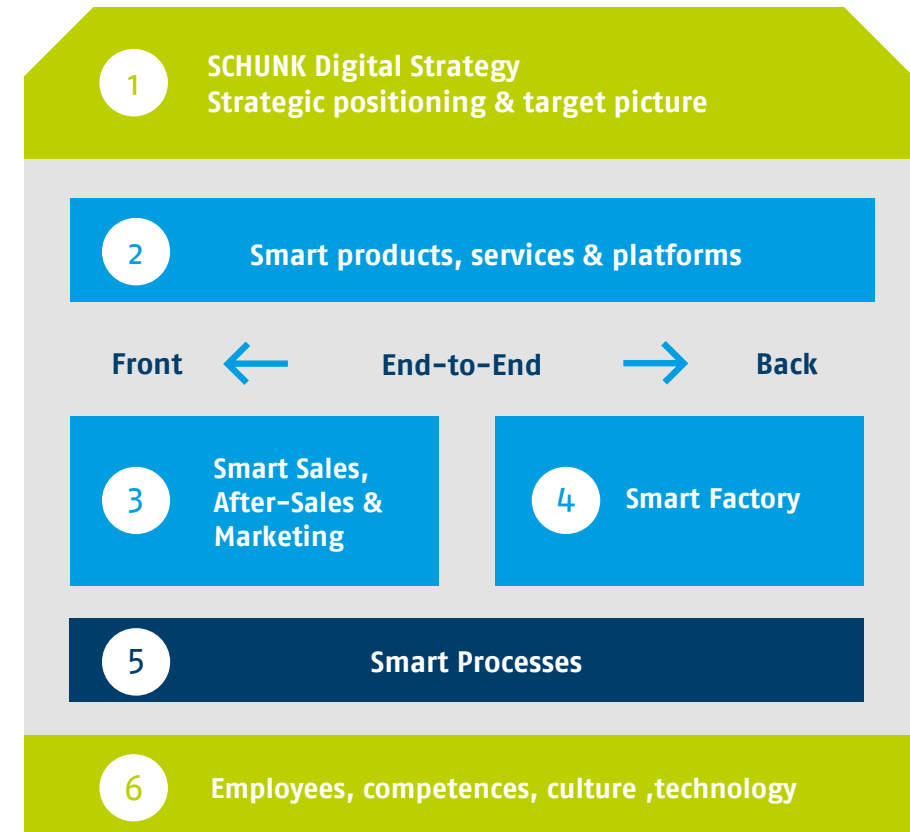 1
SCHUNK Digital Strategy
Strategic positioning & target picture
2
Smart products, services & platforms
Front
End-to-End
Back
3
Smart Sales,
After-Sales &
Marketing
4
Smart Factory
5
Smart Processes
6
Employees, competences, culture ,technology